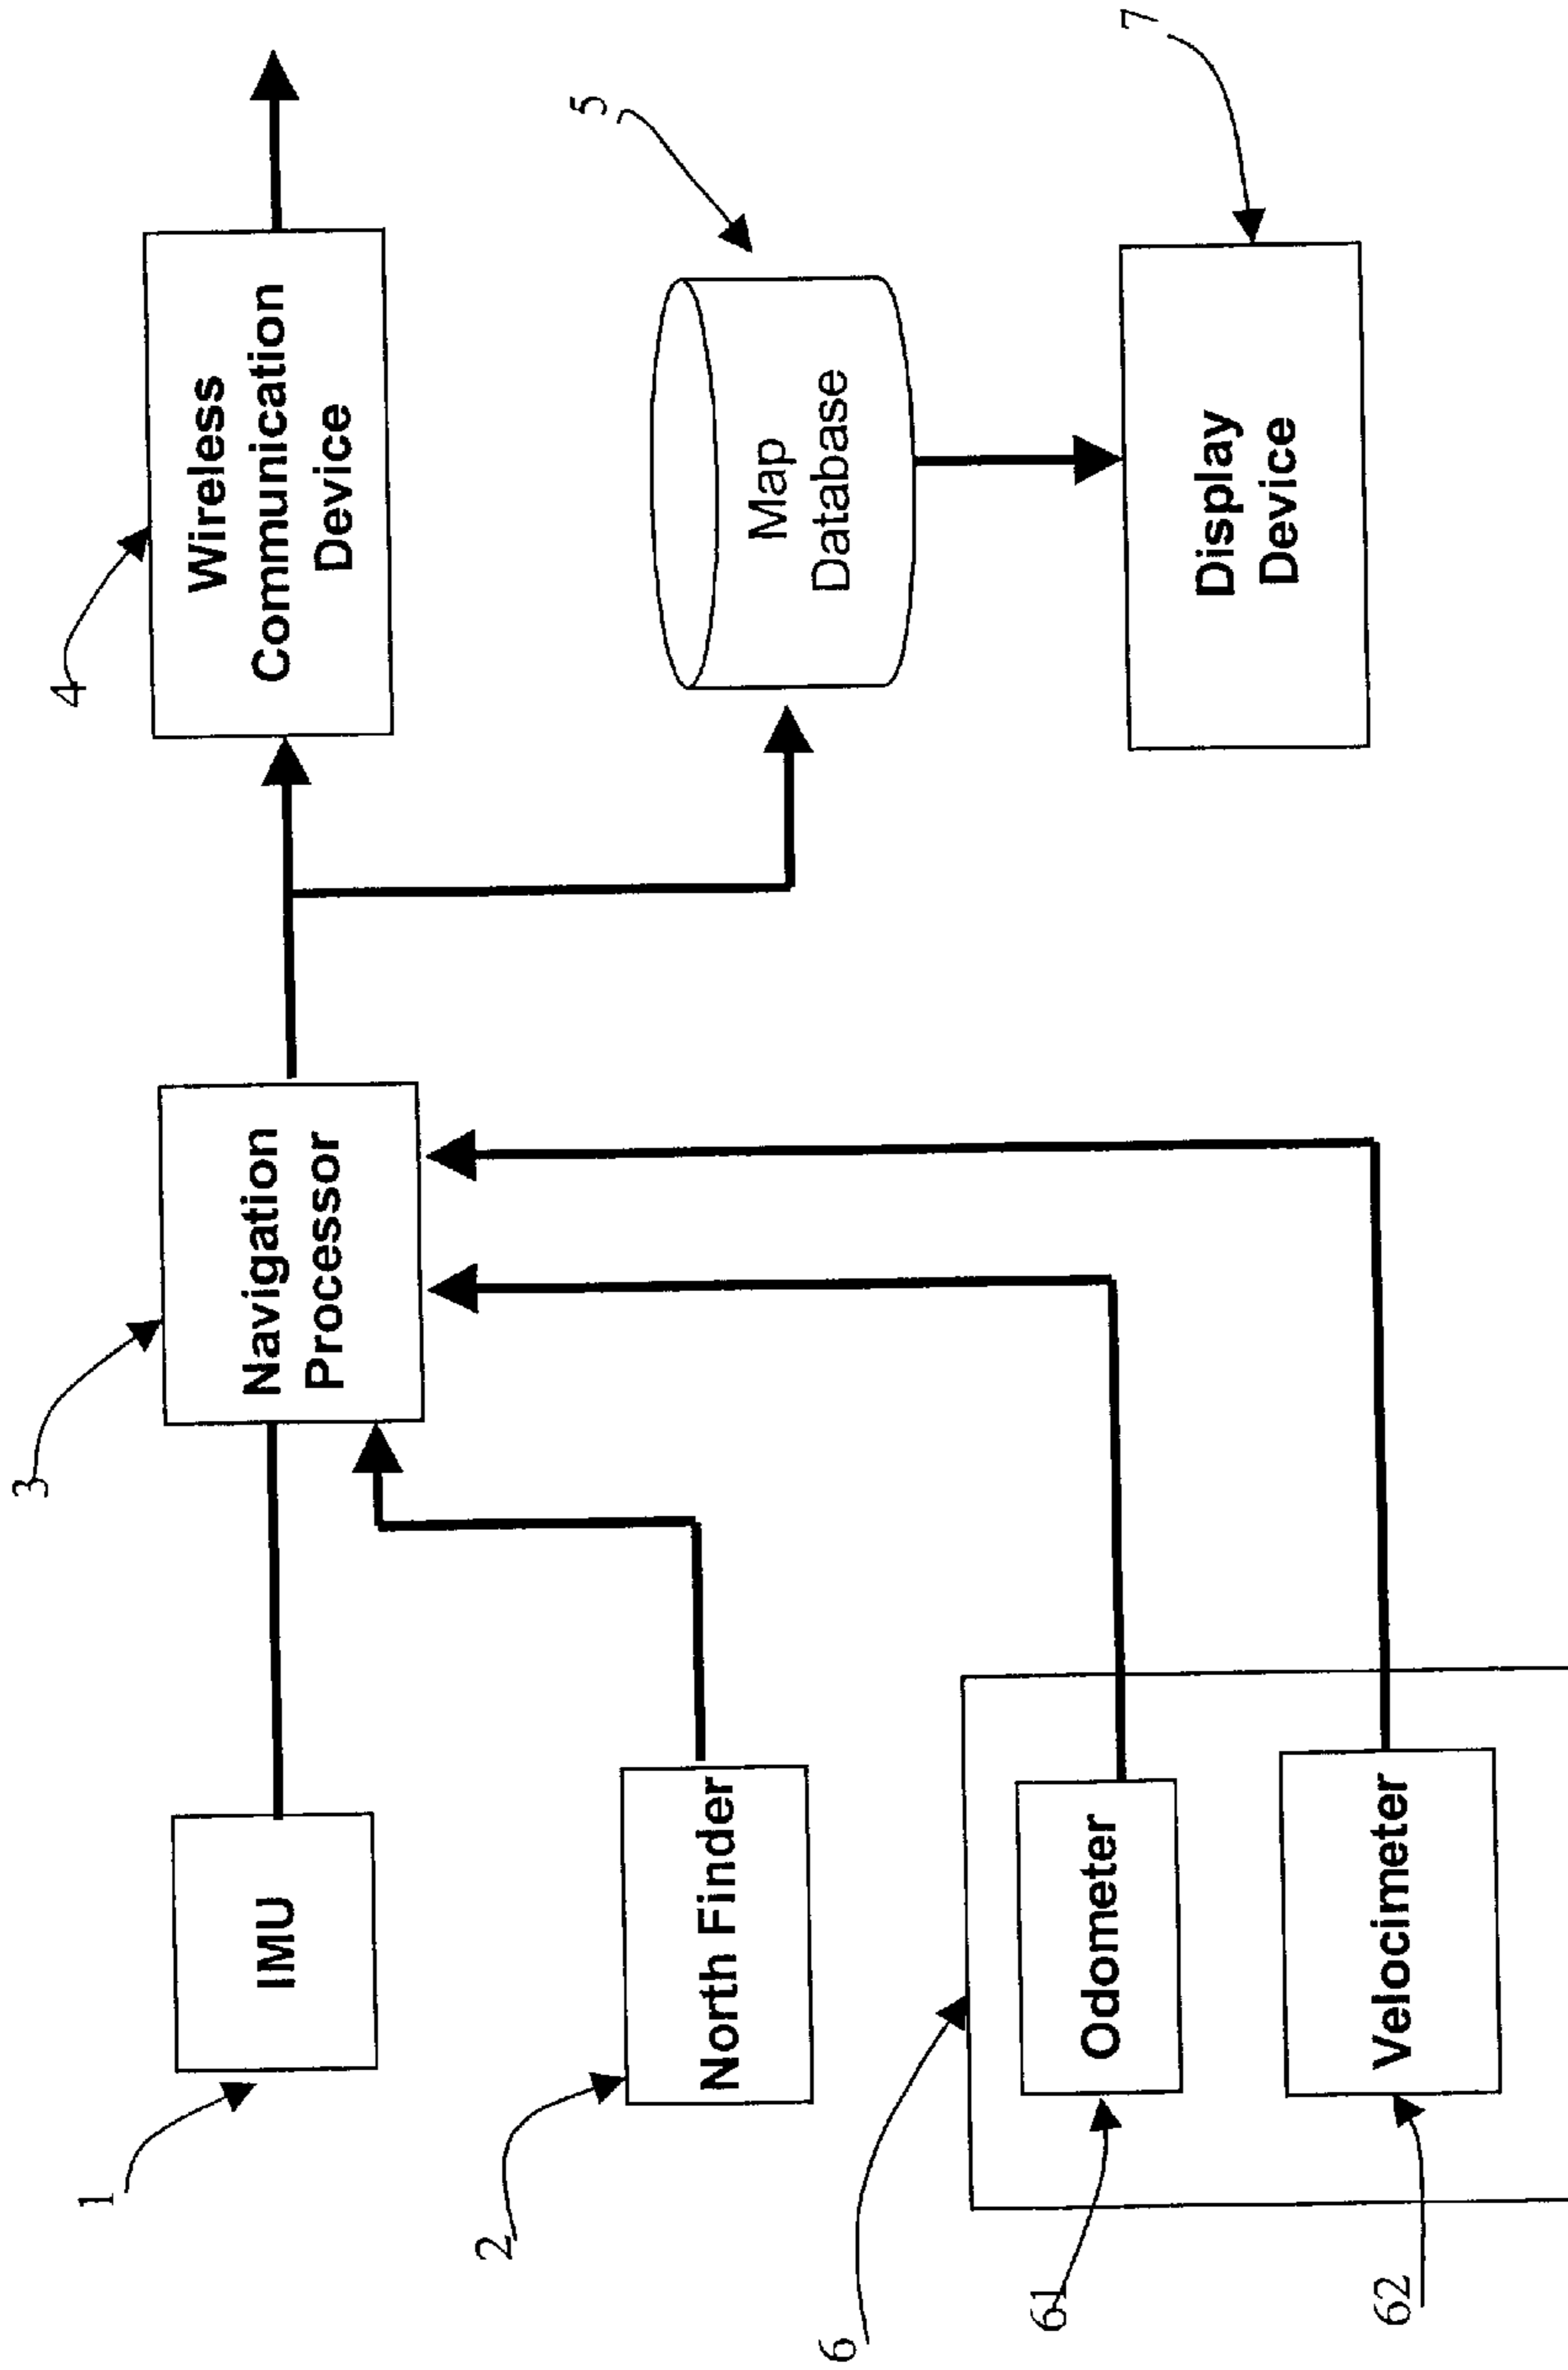 1
IMU
3
Navigation
Processor
4
Wireless
Communication
Device
2
North Finder
5
Map
Database
6
61
Odometer
62
Velocimeter
7
Display
Device